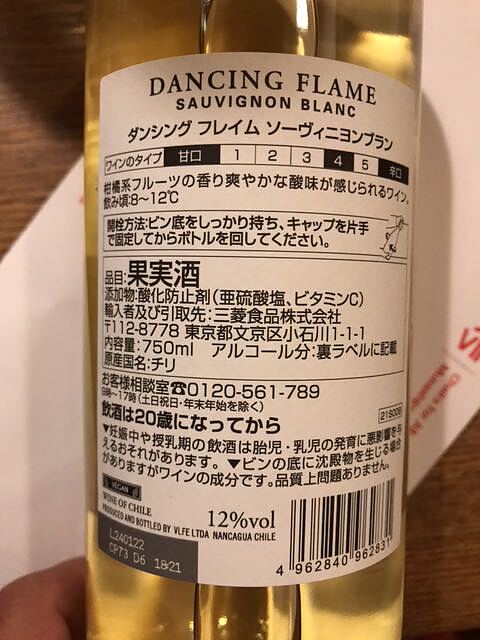 DANCING FLAME
SAUVIGNON BLANC
ダンシング フレイム ソーヴィニヨンブラン
ワインのタイプ 甘口 1 2 3 4 5 辛口
柑橘系フルーツの香り爽やかな酸味が感じられるワイン。
飲み頃:8～12℃
開栓方法:ビン底をしっかり持ち、キャップを片手
で固定してからボトルを回してください。
品目:果実酒
添加物:酸化防止剤(亜硫酸塩、ビタミンC)
輸入者及び引取先:三菱食品株式会社
〒112-8778 東京都文京区小石川1-1-1
内容量:750ml アルコール分:裏ラベルに記載
原産国名:チリ
お客様相談室☎0120-561-789
9時～17時(土日祝日・年末年始を除く)
飲酒は20歳になってから
21S009
▼妊娠中や授乳期の飲酒は胎児・乳児の発育に悪影響を与
えるおそれがあります。▼ビンの底に沈殿物を生じる場合
がありますがワインの成分です。品質上問題ありません。
VEGAN
WINE OF CHILE
PRODUCED AND BOTTLED BY VLFE LTDA NANCAGUA CHILE
12%vol
L240122
CP73 D6 18:21
4 962840 962831